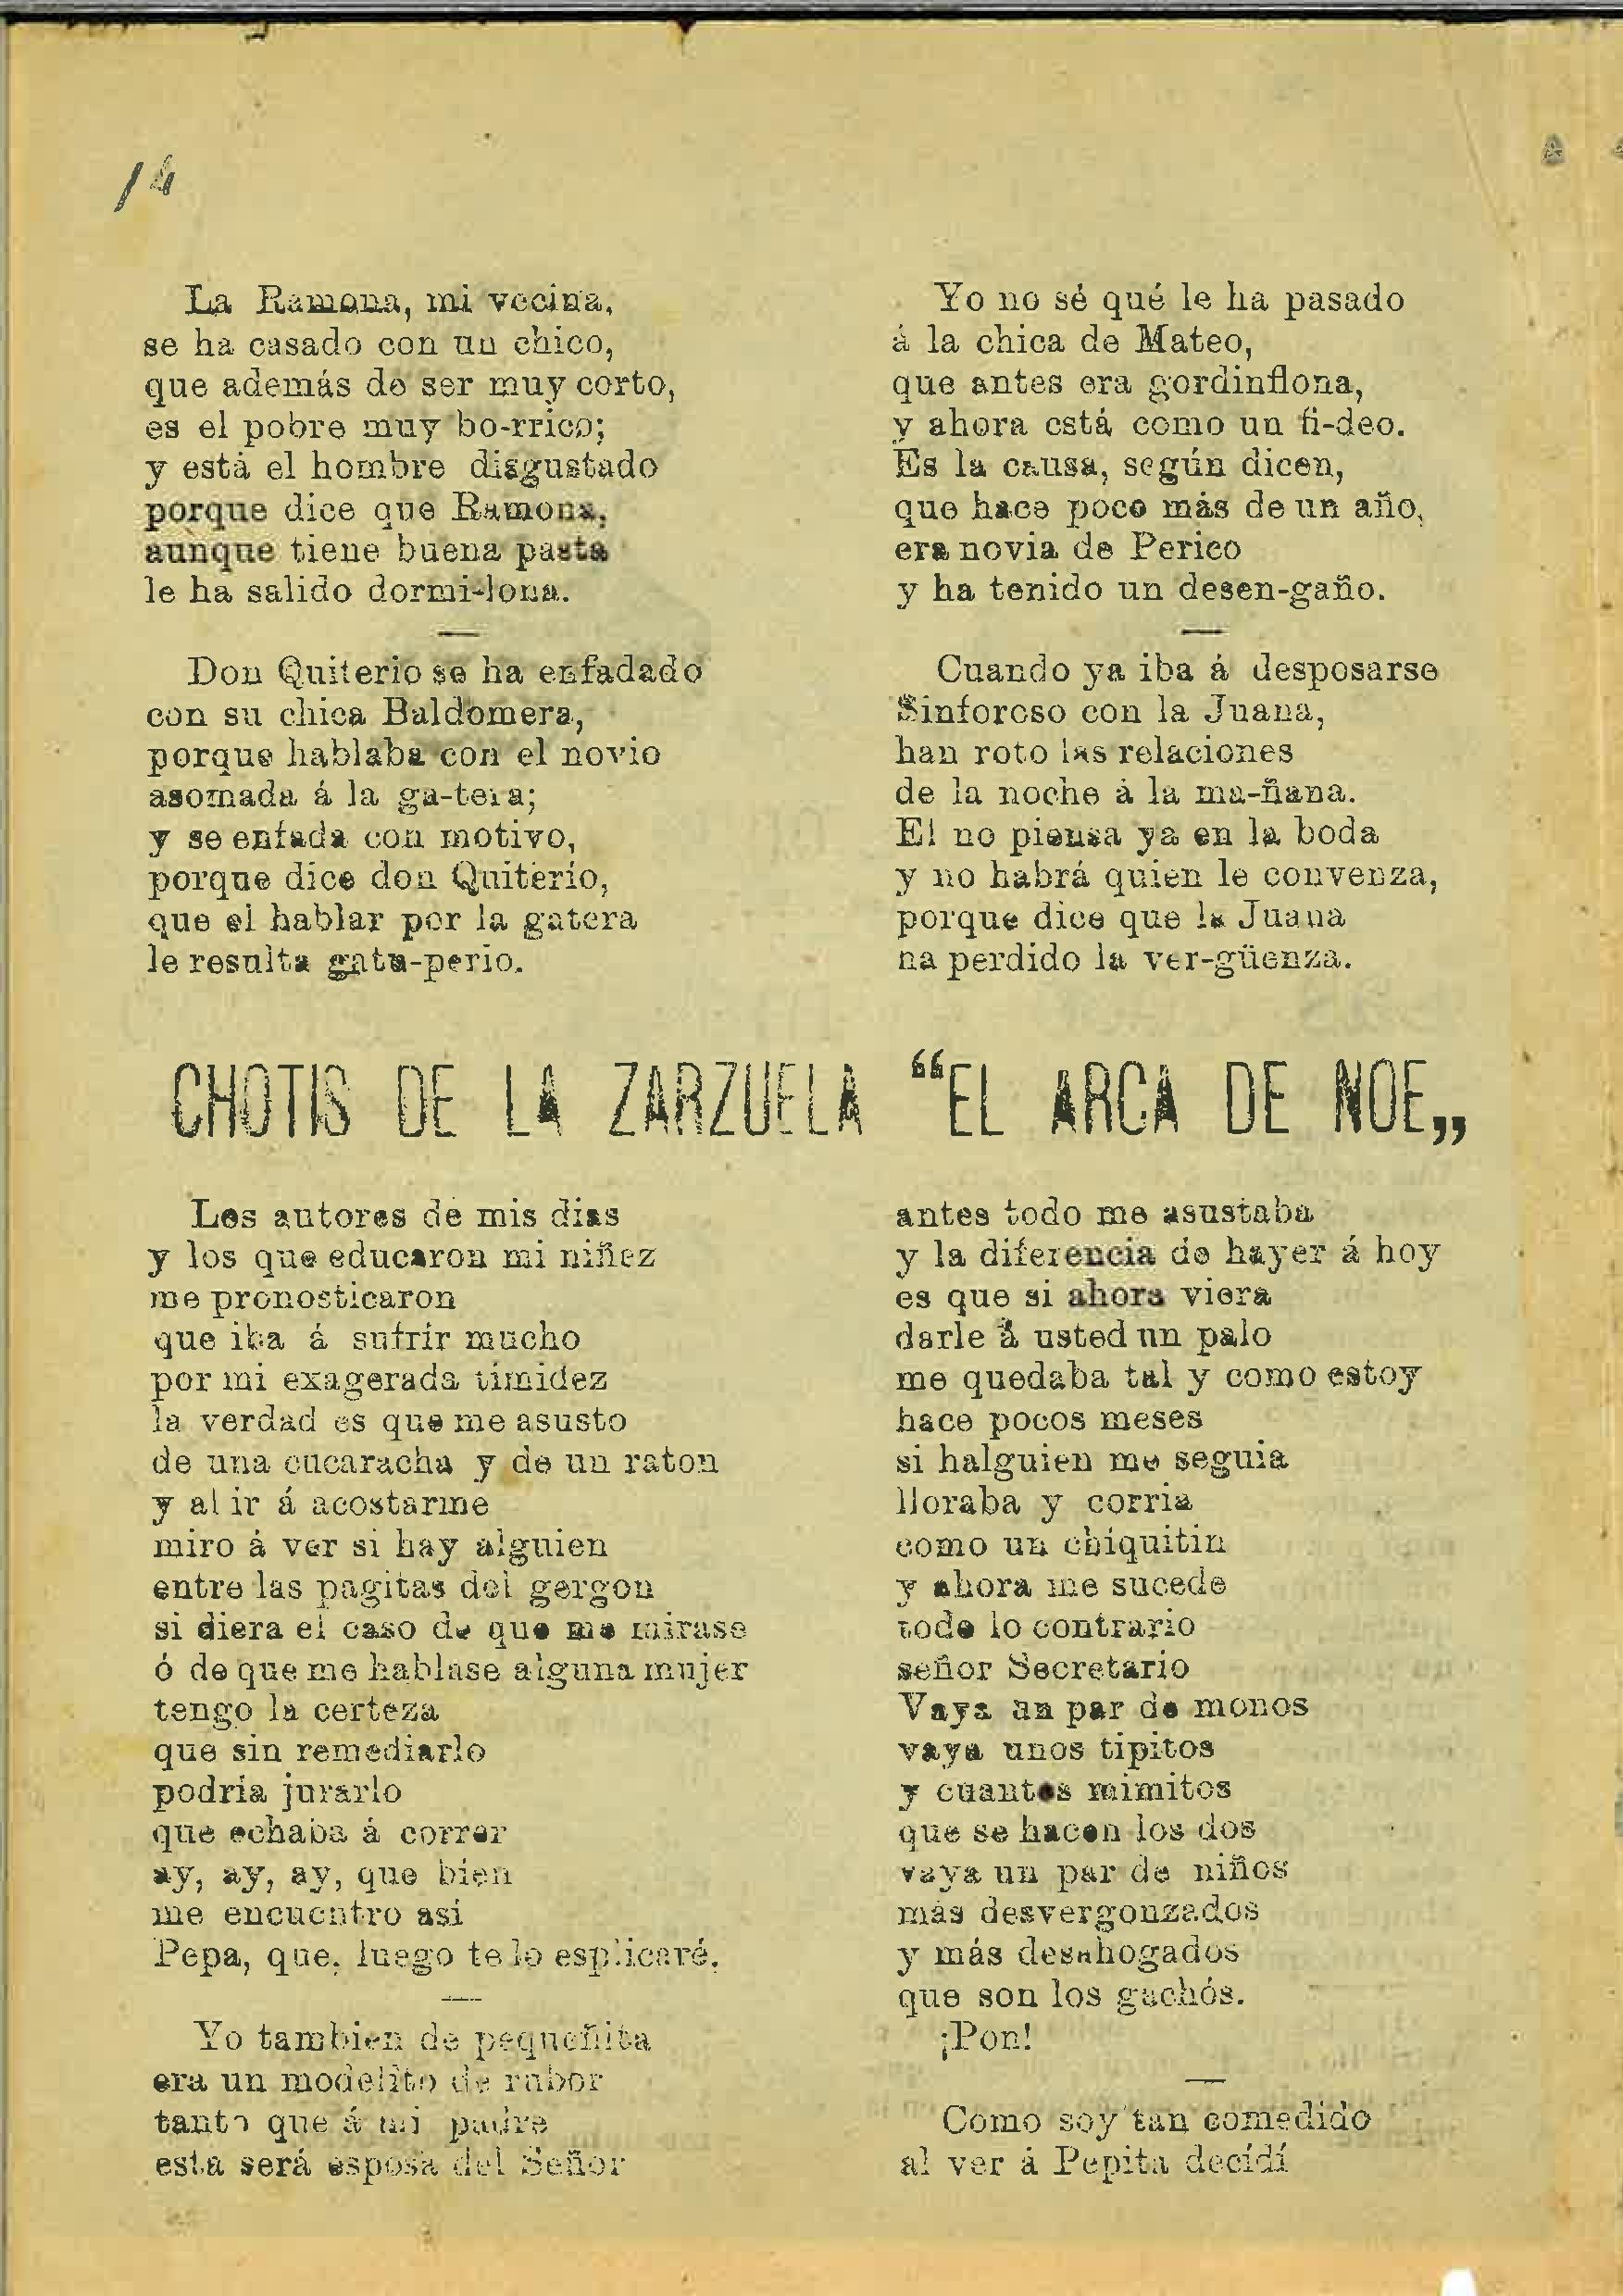 14
La Ramona, mi vecina,
se ha casado con un chico,
que además de ser muy corto,
es el pobre muy bo-rrico;
y está el hombre disgustado
porque dice que Ramona,
aunque tiene buena pasta
le ha salido dormi-lona.
Don Quiterio se ha enfadado
con su chica Baldomera,
porque hablaba con el novio
asomada á la ga-tera;
y se enfada con motivo,
porque dice don Quiterio,
que el hablar por la gatera
le resulta gatu-perio.
Yo no sé qué le ha pasado
á la chica de Mateo,
que antes era gordinflona,
y ahora está como un fi-deo.
Es la causa, según dicen,
que hace poco más de un año,
era novia de Perico
y ha tenido un desen-gaño.
Cuando ya iba á desposarse
Sinforoso con la Juana,
han roto las relaciones
de la noche á la ma-ñana.
El no piensa ya en la boda
y no habrá quien le convenza,
porque dice que la Juana
ha perdido la ver-güenza.
CHOTIS DE LA ZARZUELA “EL ARCA DE NOE„
Los autores de mis dias
y los que educaron mi niñez
me pronosticaron
que iba á sufrir mucho
por mi exagerada timidez
la verdad es que me asusto
de una cucaracha y de un raton
y al ir á acostarme
miro á ver si hay alguien
entre las pagitas del gergon
si diera el caso de que me mirase
ó de que me hablase alguna mujer
tengo la certeza
que sin remediarlo
podría jurarlo
que echaba á correr
ay, ay, ay, que bien
me encuentro asi
Pepa, que, luego te lo esplicaré.
Yo tambien de pequeñita
era un modelito de rubor
tanto que á mi padre
esta será esposa del Señor
antes todo me asustaba
y la diferencia de hayer á hoy
es que si ahora viera
darle á usted un palo
me quedaba tal y como estoy
hace pocos meses
si halguien me seguia
lloraba y corria
como un chiquitin
y ahora me sucede
todo lo contrario
señor Secretario
Vaya un par de monos
vaya unos tipitos
y cuantos mimitos
que se hacen los dos
vaya un par de niños
más desvergonzados
y más desahogados
que son los gachós.
¡Pon!
Como soy tan comedido
al ver á Pepita decídí